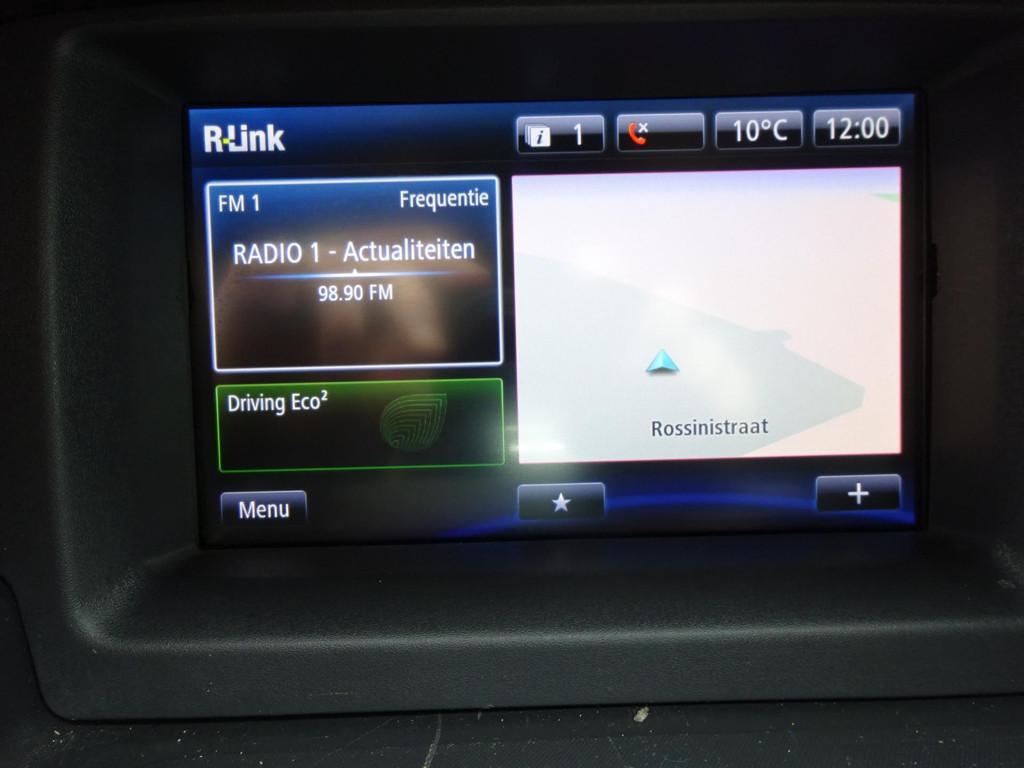 R-Link
i 1
10°C
12:00
FM 1 Frequentie
RADIO 1 - Actualiteiten
98.90 FM
Driving Eco²
Rossinistraat
Menu
+